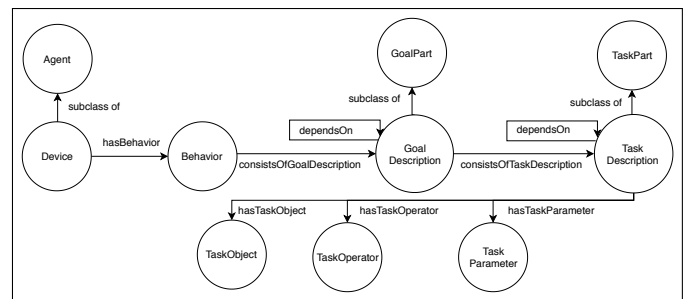 Agent
GoalPart
TaskPart
subclass of
subclass of
subclass of
dependsOn
dependsOn
hasBehavior
Device
Behavior
Goal
Description
Task
Description
consistsOfGoalDescription
consistsOfTaskDescription
hasTaskObject
hasTaskOperator
hasTaskParameter
TaskObject
TaskOperator
Task
Parameter